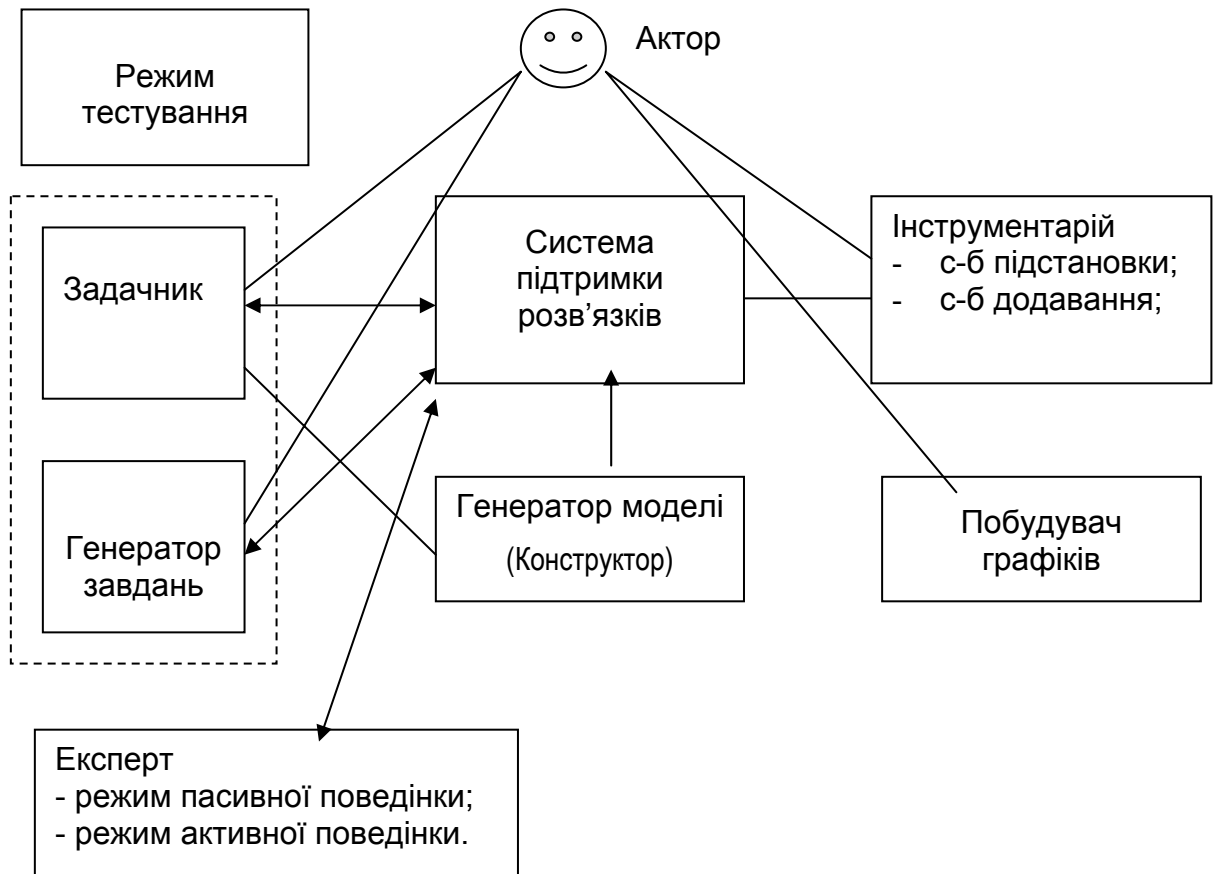 Актор
Режим
тестування
Задачник
Система
підтримки
розв’язків
Інструментарій
- с-б підстановки;
- с-б додавання;
Генератор
завдань
Генератор моделі
(Конструктор)
Побудувач
графіків
Експерт
- режим пасивної поведінки;
- режим активної поведінки.